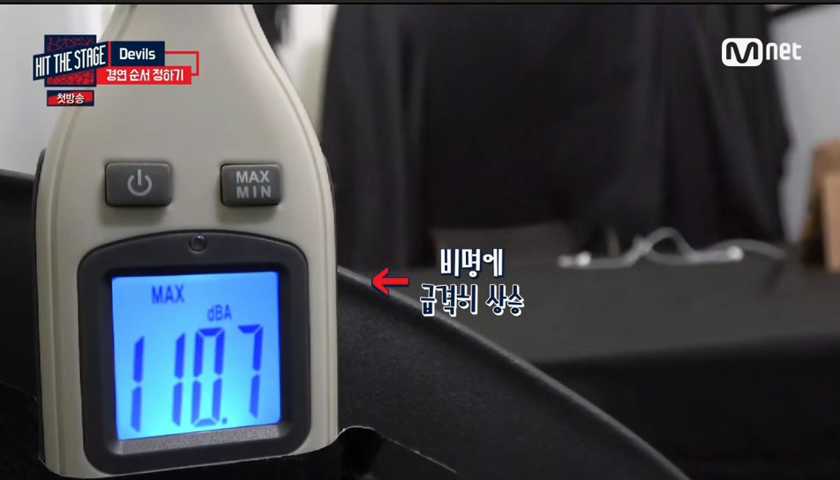 HIT THE STAGE
Devils
경연 순서 정하기
첫방송
Mnet
MAX
MIN
비명에
급격히 상승
MAX
dBA
110.7